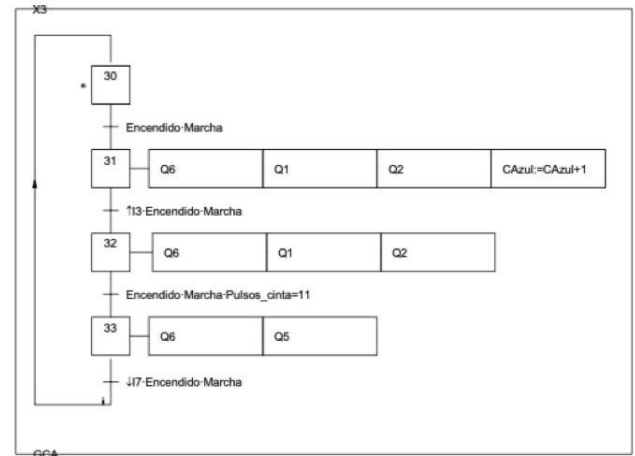 X3
30
*
Encendido·Marcha
31 Q6 Q1 Q2 CAzul:=CAzul+1
↑I3·Encendido·Marcha
32 Q6 Q1 Q2
Encendido·Marcha·Pulsos_cinta=11
33 Q6 Q5
↓I7·Encendido·Marcha
GCA